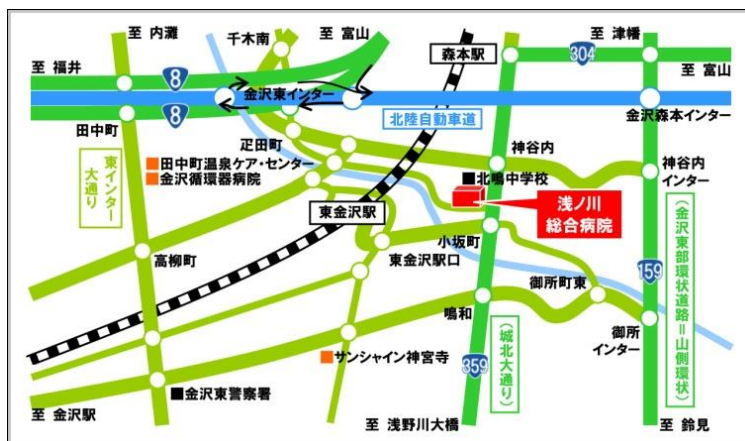 至 内灘
千木南
至 富山
至 津幡
至 福井
8
森本駅
304
至 富山
金沢東インター
8
田中町
北陸自動車道
金沢森本インター
疋田町
神谷内
東インター
大通り
田中町温泉ケア・センター
金沢循環器病院
北鳴中学校
神谷内
インター
浅ノ川
総合病院
東金沢駅
小坂町
高柳町
東金沢駅口
御所町東
159
(金沢東部環状道路=山側環状)
鳴和
御所
インター
サンシャイン神宮寺
359
(城北大通り)
金沢東警察署
至 金沢駅
至 浅野川大橋
至 鈴見